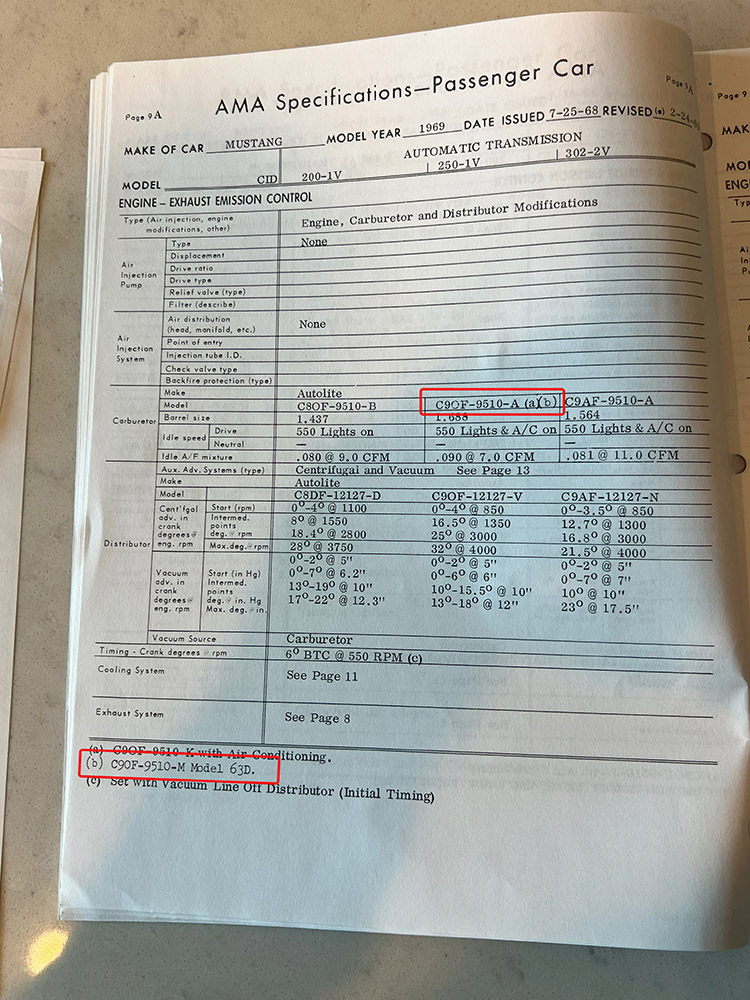 Page 9A
AMA Specifications—Passenger Car
MAKE OF CAR MUSTANG MODEL YEAR 1969 DATE ISSUED 7-25-68 REVISED (•) 2-24-
AUTOMATIC TRANSMISSION
MODEL CID 200-1V 250-1V 302-2V
ENGINE – EXHAUST EMISSION CONTROL
Type (Air injection, engine modifications, other) Engine, Carburetor and Distributor Modifications
Air Injection Pump
Type None
Displacement
Drive ratio
Drive type
Relief valve (type)
Filter (describe)
Air Injection System
Air distribution (head, manifold, etc.) None
Point of entry
Injection tube I.D.
Check valve type
Backfire protection (type)
Carburetor
Make Autolite
Model C8OF-9510-B C9OF-9510-A (a)(b) C9AF-9510-A
Barrel size 1.437 1.688 1.564
Idle speed Drive 550 Lights on 550 Lights & A/C on 550 Lights & A/C on
Neutral — — —
Idle A/F mixture .080 @ 9.0 CFM .090 @ 7.0 CFM .081 @ 11.0 CFM
Distributor
Aux. Adv. Systems (type) Centrifugai and Vacuum See Page 13
Make Autolite
Model C8DF-12127-D C9OF-12127-V C9AF-12127-N
Cent'fgal adv. in crank degrees @ eng. rpm
Start (rpm) 0°-4° @ 1100 0°-4° @ 850 0°-3.5° @ 850
Intermed. points deg. @ rpm 8° @ 1550 16.5° @ 1350 12.7° @ 1300
18.4° @ 2800 25° @ 3000 16.8° @ 3000
Max. deg. @ rpm 28° @ 3750 32° @ 4000 21.5° @ 4000
Vacuum adv. in crank degrees @ eng. rpm
Start (in Hg) 0°-2° @ 5" 0°-2° @ 5" 0°-2° @ 5"
Intermed. points deg. @ in. Hg 0°-7° @ 6.2" 0°-6° @ 6" 0°-7° @ 7"
13°-19° @ 10" 10°-15.5° @ 10" 10° @ 10"
Max. deg. @ in. 17°-22° @ 12.3" 13°-18° @ 12" 23° @ 17.5"
Vacuum Source Carburetor
Timing - Crank degrees @ rpm 6° BTC @ 550 RPM (c)
Cooling System See Page 11
Exhaust System See Page 8
(a) C9OF-9510-K with Air Conditioning.
(b) C9OF-9510-M Model 63D.
(c) Set with Vacuum Line Off Distributor (Initial Timing)
Page 9